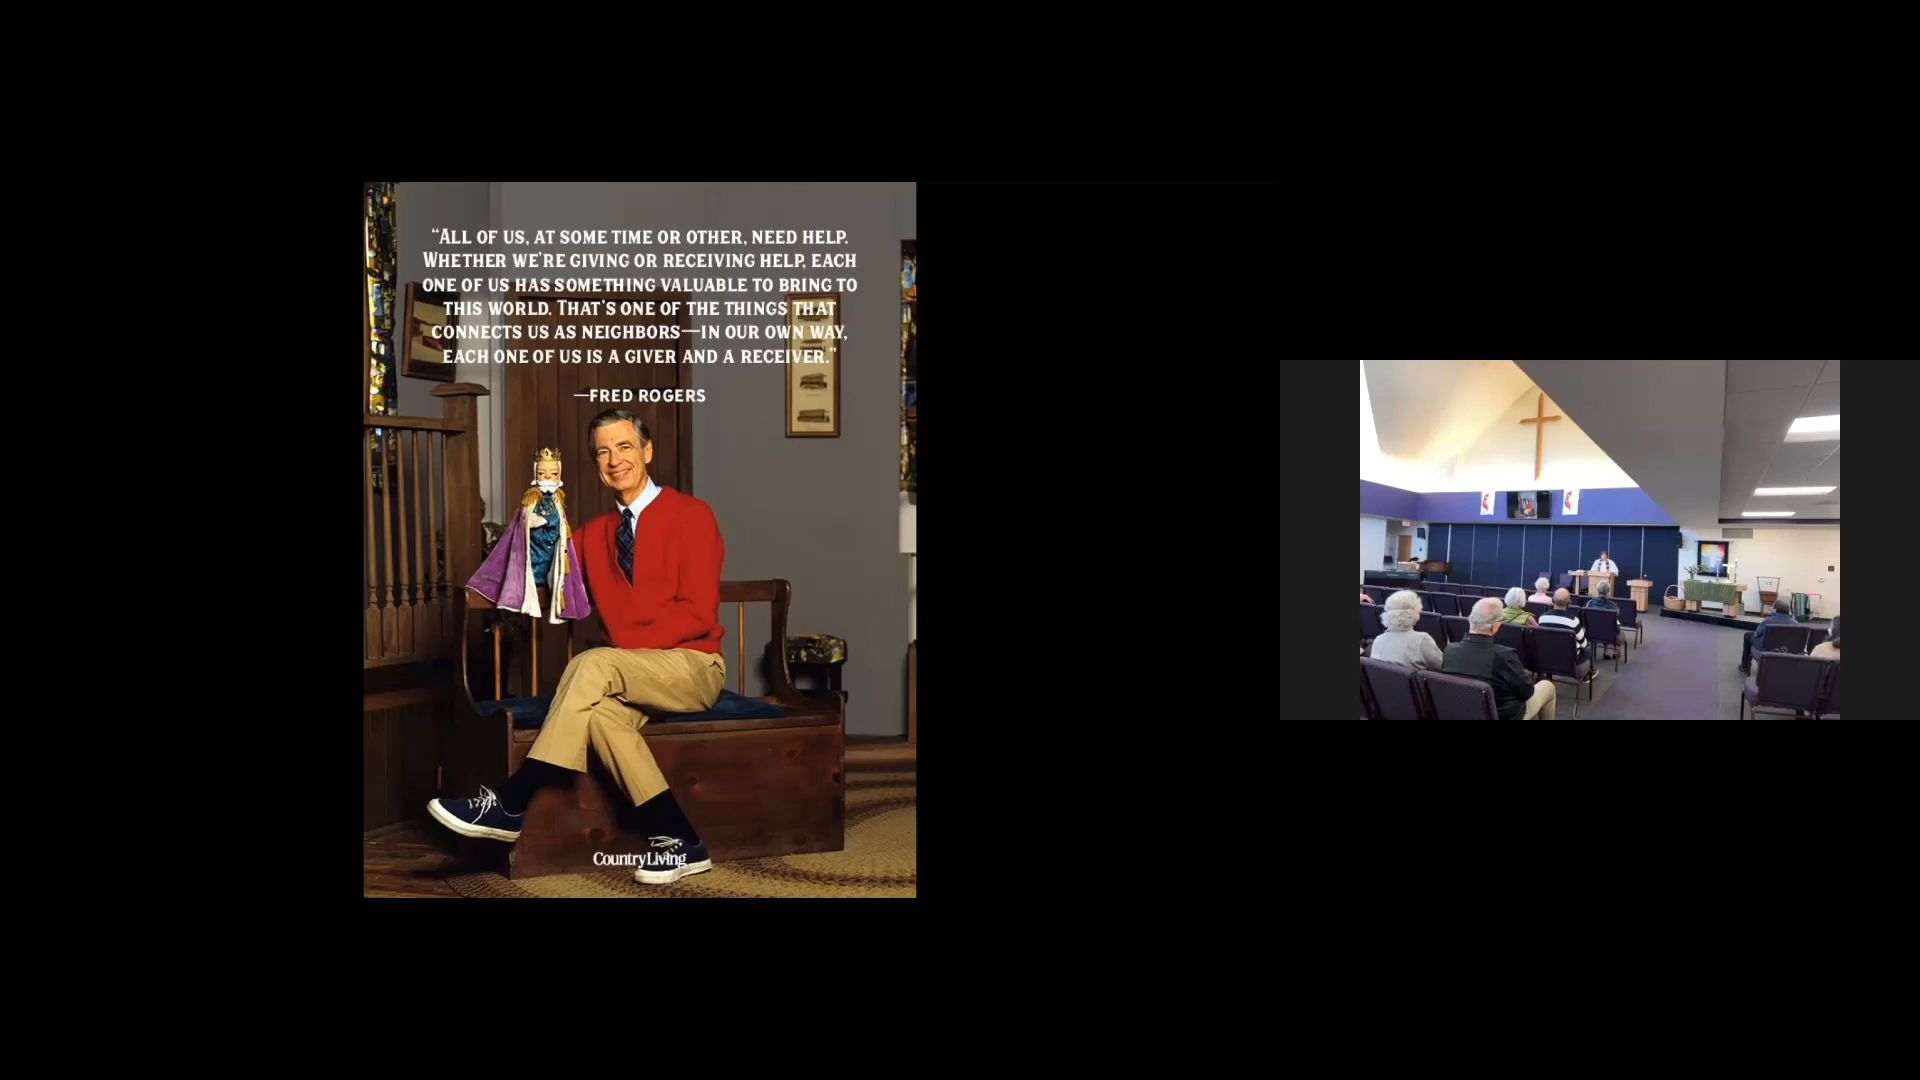 “ALL OF US, AT SOME TIME OR OTHER, NEED HELP.
WHETHER WE’RE GIVING OR RECEIVING HELP, EACH
ONE OF US HAS SOMETHING VALUABLE TO BRING TO
THIS WORLD. THAT’S ONE OF THE THINGS THAT
CONNECTS US AS NEIGHBORS—IN OUR OWN WAY,
EACH ONE OF US IS A GIVER AND A RECEIVER.”
—FRED ROGERS
CountryLiving